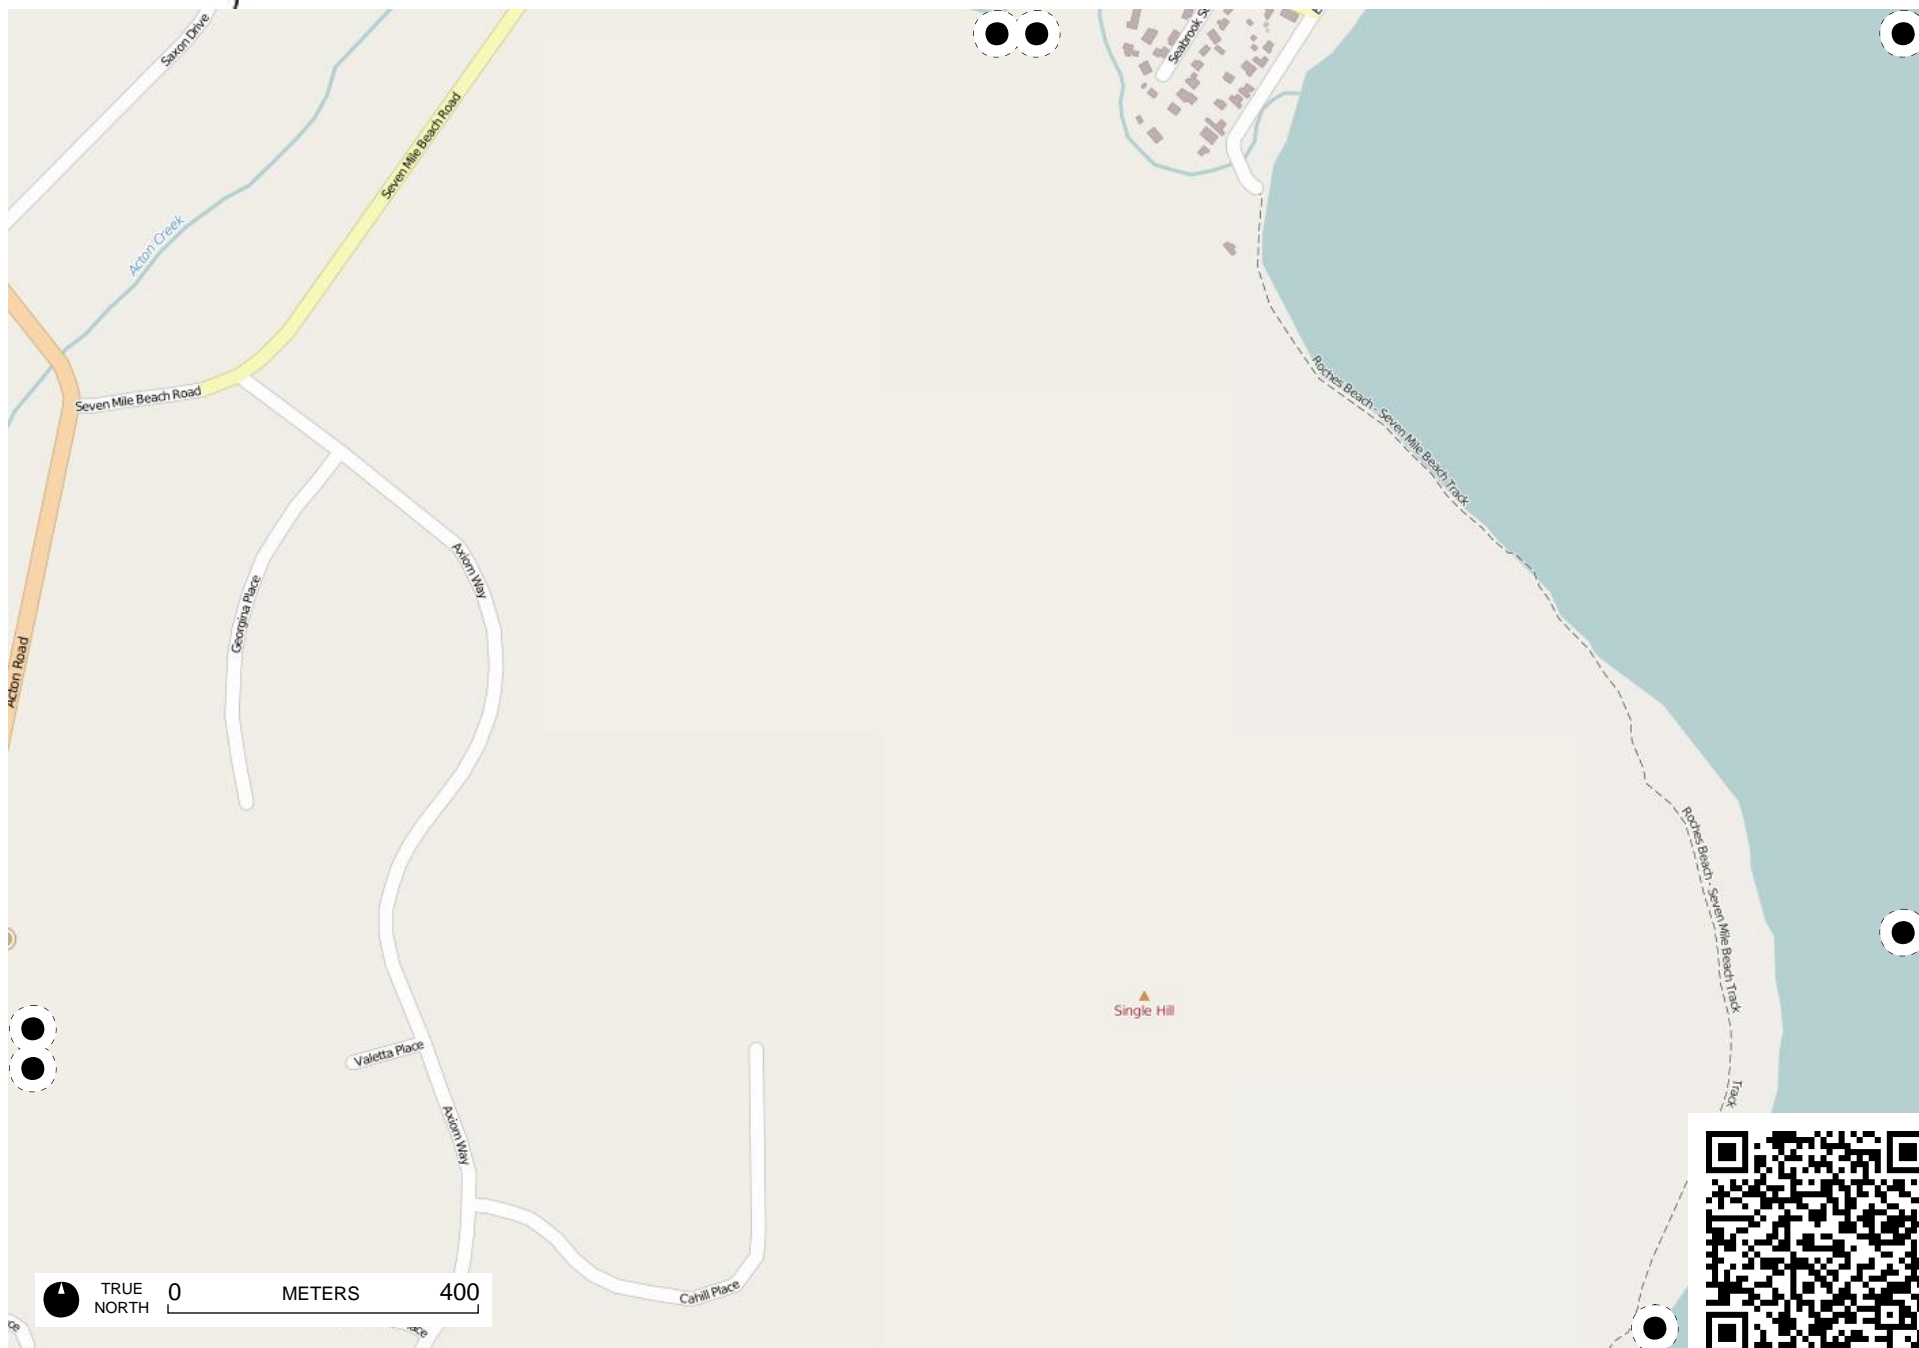 Saxon Drive
Seabrook
Seven Mile Beach Road
Acton Creek
Roches Beach - Seven Mile Beach Track
Seven Mile Beach Road
Axiom Way
Georgina Place
Acton Road
Roches Beach - Seven Mile Beach Track
Single Hill
Valetta Place
Track
Axiom Way
Cahill Place
TRUE
NORTH
0 METERS 400